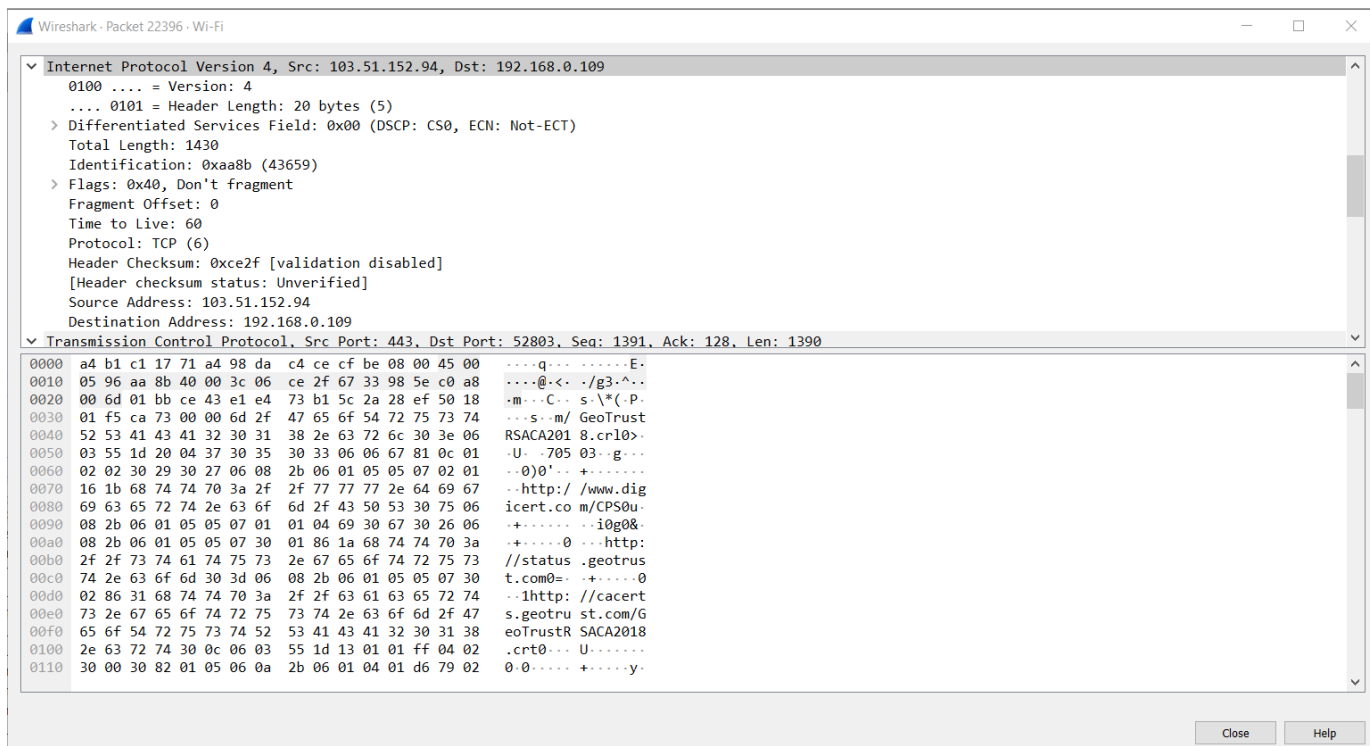 Wireshark · Packet 22396 · Wi-Fi
Internet Protocol Version 4, Src: 103.51.152.94, Dst: 192.168.0.109
0100 .... = Version: 4
.... 0101 = Header Length: 20 bytes (5)
Differentiated Services Field: 0x00 (DSCP: CS0, ECN: Not-ECT)
Total Length: 1430
Identification: 0xaa8b (43659)
Flags: 0x40, Don't fragment
Fragment Offset: 0
Time to Live: 60
Protocol: TCP (6)
Header Checksum: 0xce2f [validation disabled]
[Header checksum status: Unverified]
Source Address: 103.51.152.94
Destination Address: 192.168.0.109
Transmission Control Protocol, Src Port: 443, Dst Port: 52803, Seq: 1391, Ack: 128, Len: 1390
0000 a4 b1 c1 17 71 a4 98 da c4 ce cf be 08 00 45 00 ····q··· ······E·
0010 05 96 aa 8b 40 00 3c 06 ce 2f 67 33 98 5e c0 a8 ····@·<· ·/g3·^··
0020 00 6d 01 bb ce 43 e1 e4 73 b1 5c 2a 28 ef 50 18 ·m···C·· s·\*(·P·
0030 01 f5 ca 73 00 00 6d 2f 47 65 6f 54 72 75 73 74 ···s··m/ GeoTrust
0040 52 53 41 43 41 32 30 31 38 2e 63 72 6c 30 3e 06 RSACA201 8.crl0>·
0050 03 55 1d 20 04 37 30 35 30 33 06 06 67 81 0c 01 ·U· ·705 03··g···
0060 02 02 30 29 30 27 06 08 2b 06 01 05 05 07 02 01 ··0)0'·· +·······
0070 16 1b 68 74 74 70 3a 2f 2f 77 77 77 2e 64 69 67 ··http:/ /www.dig
0080 69 63 65 72 74 2e 63 6f 6d 2f 43 50 53 30 75 06 icert.co m/CPS0u·
0090 08 2b 06 01 05 05 07 01 01 04 69 30 67 30 26 06 ·+······ ··i0g0&·
00a0 08 2b 06 01 05 05 07 30 01 86 1a 68 74 74 70 3a ·+·····0 ···http:
00b0 2f 2f 73 74 61 74 75 73 2e 67 65 6f 74 72 75 73 //status .geotrus
00c0 74 2e 63 6f 6d 30 3d 06 08 2b 06 01 05 05 07 30 t.com0=· ·+·····0
00d0 02 86 31 68 74 74 70 3a 2f 2f 63 61 63 65 72 74 ··1http: //cacert
00e0 73 2e 67 65 6f 74 72 75 73 74 2e 63 6f 6d 2f 47 s.geotru st.com/G
00f0 65 6f 54 72 75 73 74 52 53 41 43 41 32 30 31 38 eoTrustR SACA2018
0100 2e 63 72 74 30 0c 06 03 55 1d 13 01 01 ff 04 02 .crt0··· U·······
0110 30 00 30 82 01 05 06 0a 2b 06 01 04 01 d6 79 02 0·0····· +·····y·
Close Help